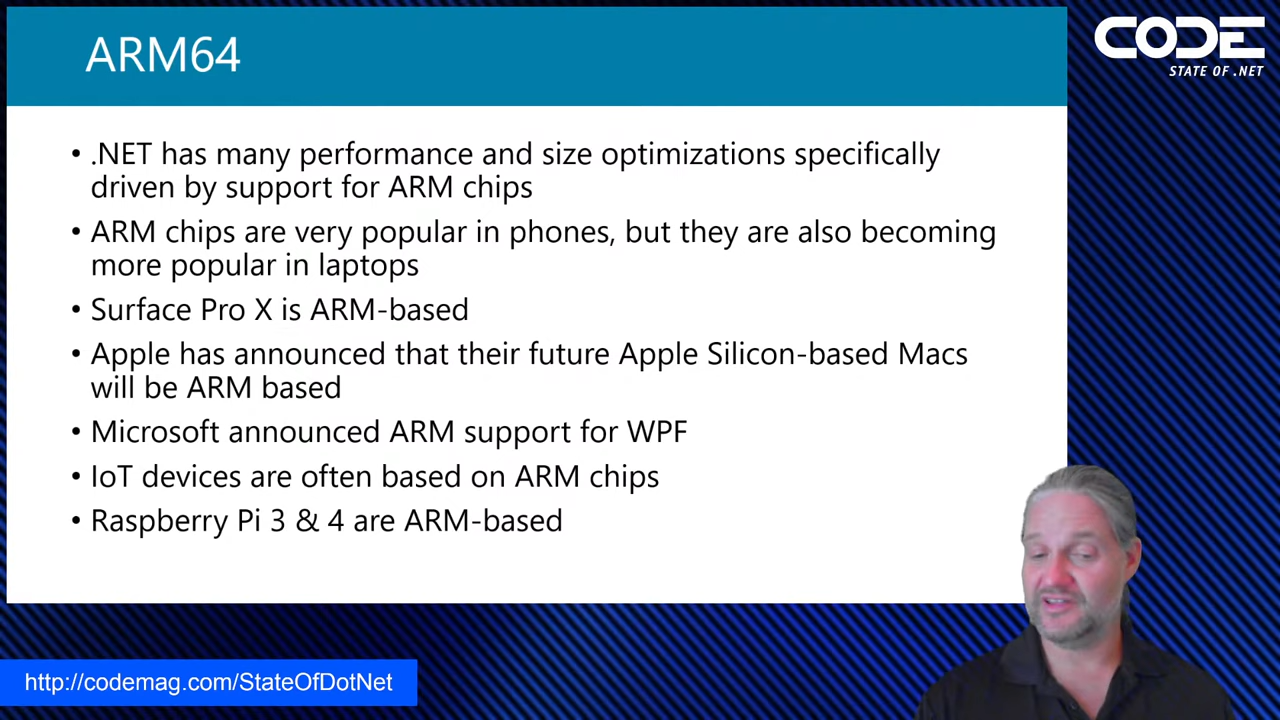 ARM64
CODE
STATE OF .NET
• .NET has many performance and size optimizations specifically
driven by support for ARM chips
• ARM chips are very popular in phones, but they are also becoming
more popular in laptops
• Surface Pro X is ARM-based
• Apple has announced that their future Apple Silicon-based Macs
will be ARM based
• Microsoft announced ARM support for WPF
• IoT devices are often based on ARM chips
• Raspberry Pi 3 & 4 are ARM-based
http://codemag.com/StateOfDotNet